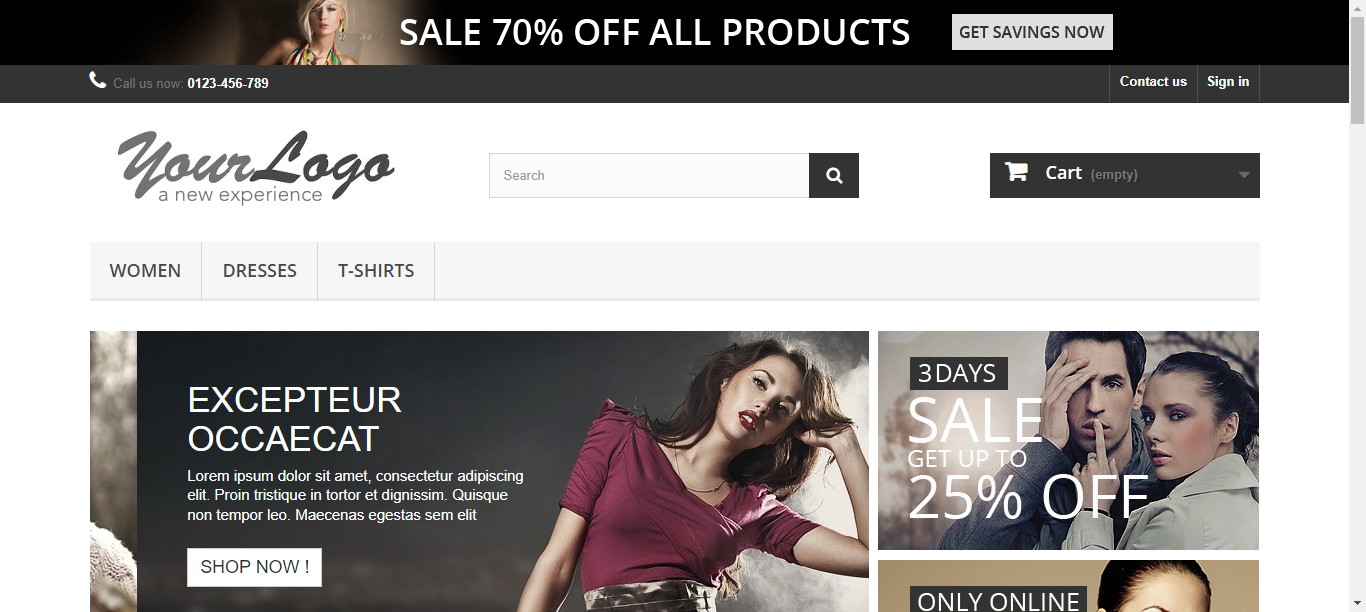 SALE 70% OFF ALL PRODUCTS
GET SAVINGS NOW
Call us now: 0123-456-789
Contact us
Sign in
YourLogo
a new experience
Search
Cart (empty)
WOMEN
DRESSES
T-SHIRTS
EXCEPTEUR
OCCAECAT
Lorem ipsum dolor sit amet, consectetur adipiscing
elit. Proin tristique in tortor et dignissim. Quisque
non tempor leo. Maecenas egestas sem elit
SHOP NOW !
3 DAYS
SALE
GET UP TO
25% OFF
ONLY ONLINE